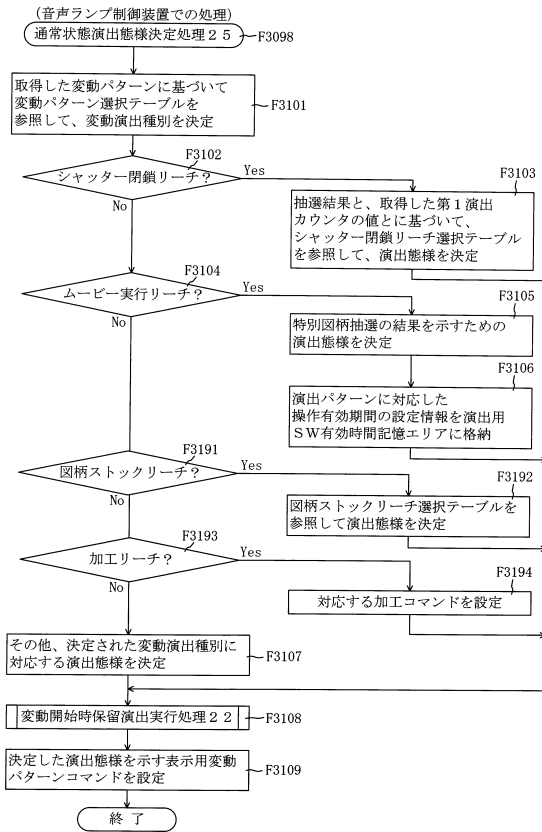 (音声ランプ制御装置での処理)
通常状態演出態様決定処理25
F3098
取得した変動パターンに基づいて
変動パターン選択テーブルを
参照して、変動演出種別を決定
F3101
F3102
シャッター閉鎖リーチ?
Yes
No
F3103
抽選結果と、取得した第1演出
カウンタの値とに基づいて、
シャッター閉鎖リーチ選択テーブル
を参照して、演出態様を決定
F3104
ムービー実行リーチ?
Yes
No
F3105
特別図柄抽選の結果を示すための
演出態様を決定
F3106
演出パターンに対応した
操作有効期間の設定情報を演出用
SW有効時間記憶エリアに格納
F3191
図柄ストックリーチ?
Yes
No
F3192
図柄ストックリーチ選択テーブルを
参照して演出態様を決定
F3193
加工リーチ?
Yes
No
F3194
対応する加工コマンドを設定
その他、決定された変動演出種別に
対応する演出態様を決定
F3107
変動開始時保留演出実行処理22
F3108
決定した演出態様を示す表示用変動
パターンコマンドを設定
F3109
終了